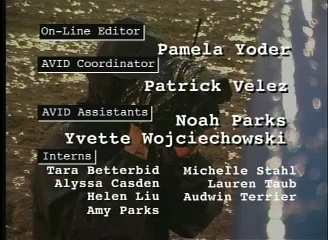 On-Line Editor
Pamela Yoder
AVID Coordinator
Patrick Velez
AVID Assistants
Noah Parks
Yvette Wojciechowski
Interns
Tara Betterbid Michelle Stahl
Alyssa Casden Lauren Taub
Helen Liu Audwin Terrier
Amy Parks